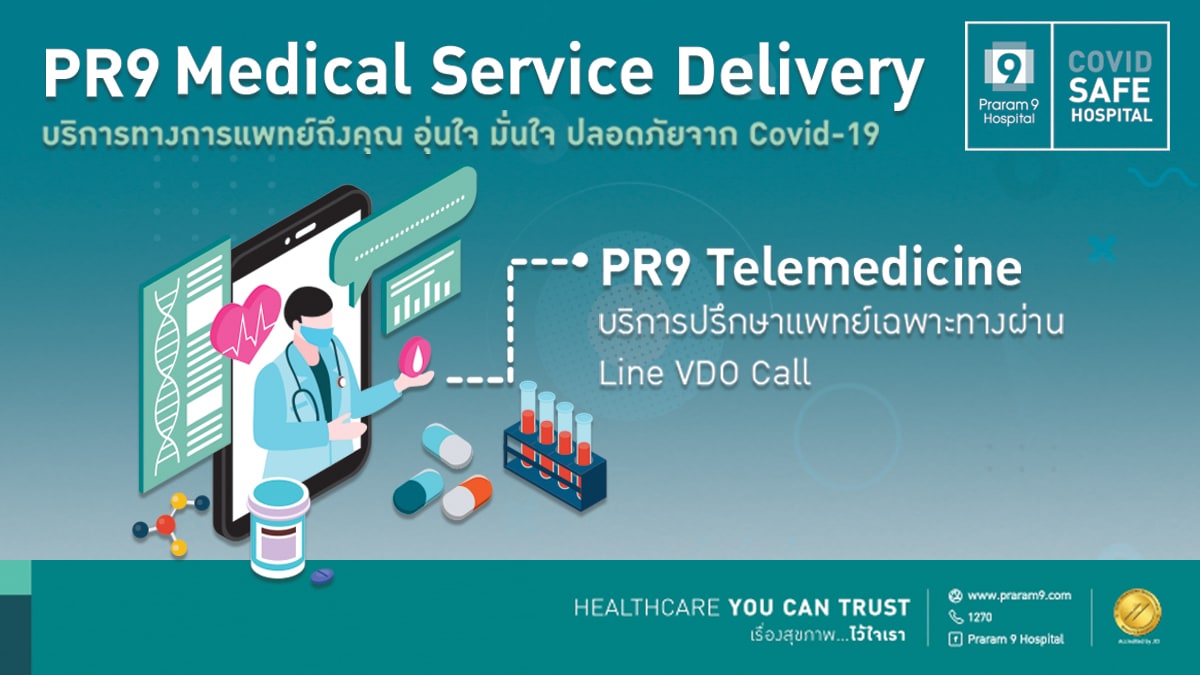 PR9 Medical Service Delivery
บริการทางการแพทย์ถึงคุณ อุ่นใจ มั่นใจ ปลอดภัยจาก Covid-19
9
Praram 9
Hospital
COVID
SAFE
HOSPITAL
PR9 Telemedicine
บริการปรึกษาแพทย์เฉพาะทางผ่าน
Line VDO Call
HEALTHCARE YOU CAN TRUST
เรื่องสุขภาพ...ไว้ใจเรา
www.praram9.com
1270
Praram 9 Hospital
Accredited by JCI